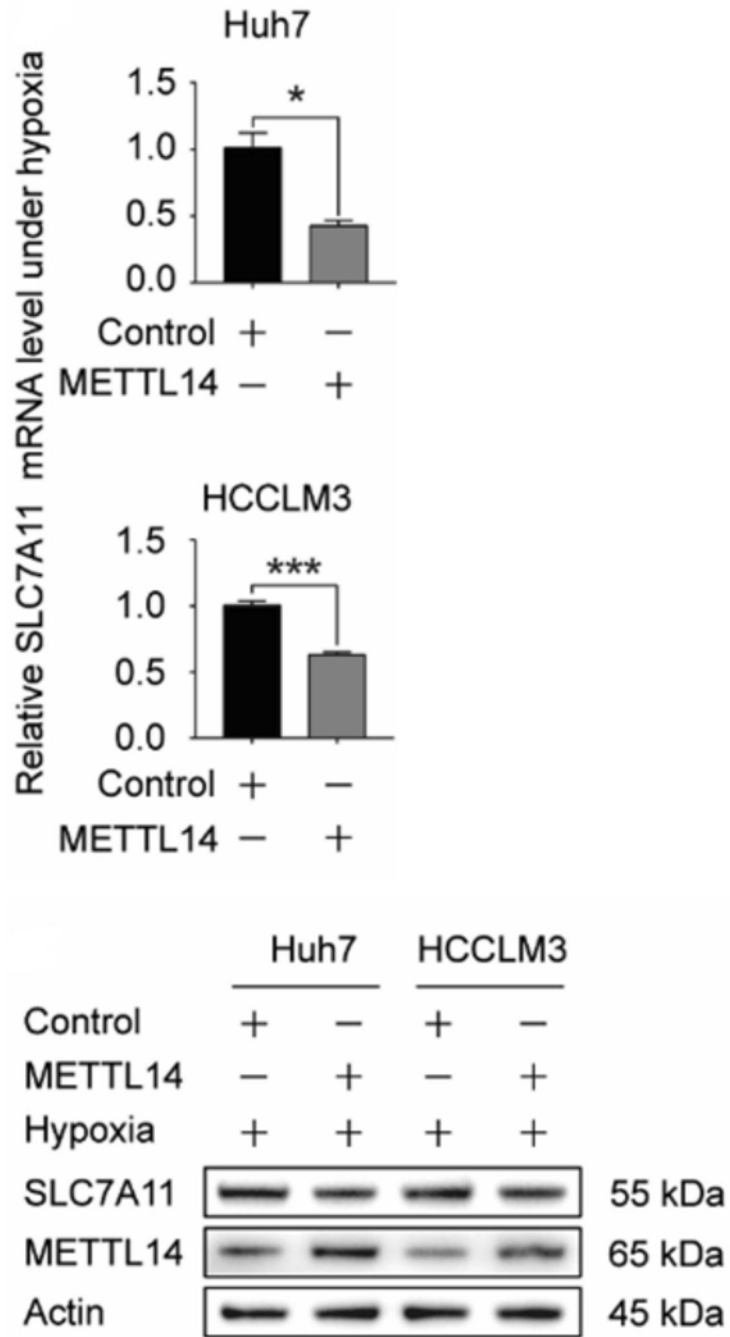 Relative SLC7A11 mRNA level under hypoxia
Huh7
1.5
*
1.0
0.5
0.0
Control + −
METTL14 − +
HCCLM3
1.5
***
1.0
0.5
0.0
Control + −
METTL14 − +
Huh7 HCCLM3
Control + − + −
METTL14 − + − +
Hypoxia + + + +
SLC7A11 55 kDa
METTL14 65 kDa
Actin 45 kDa